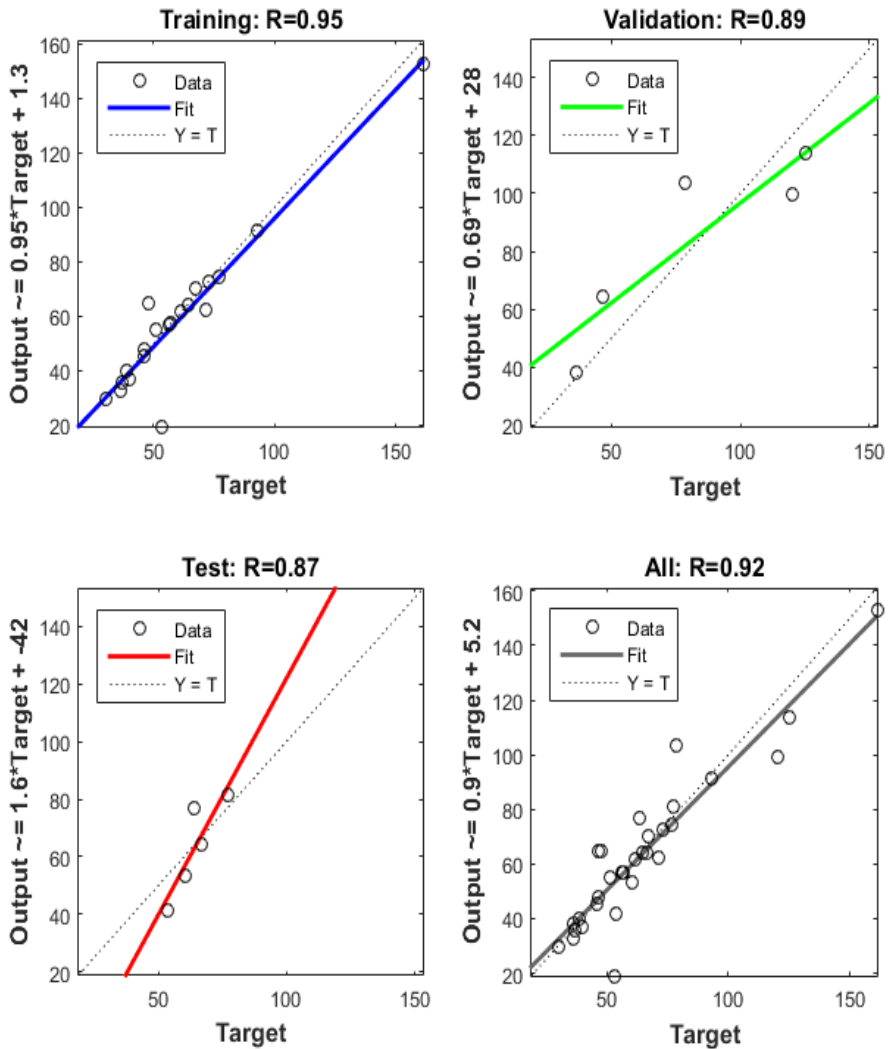 Training: R=0.95
Output ~= 0.95*Target + 1.3
160
140
120
100
80
60
40
20
Data
Fit
Y = T
50
100
150
Target
Validation: R=0.89
Output ~= 0.69*Target + 28
140
120
100
80
60
40
20
Data
Fit
Y = T
50
100
150
Target
Test: R=0.87
Output ~= 1.6*Target + -42
140
120
100
80
60
40
20
Data
Fit
Y = T
50
100
150
Target
All: R=0.92
Output ~= 0.9*Target + 5.2
160
140
120
100
80
60
40
20
Data
Fit
Y = T
50
100
150
Target